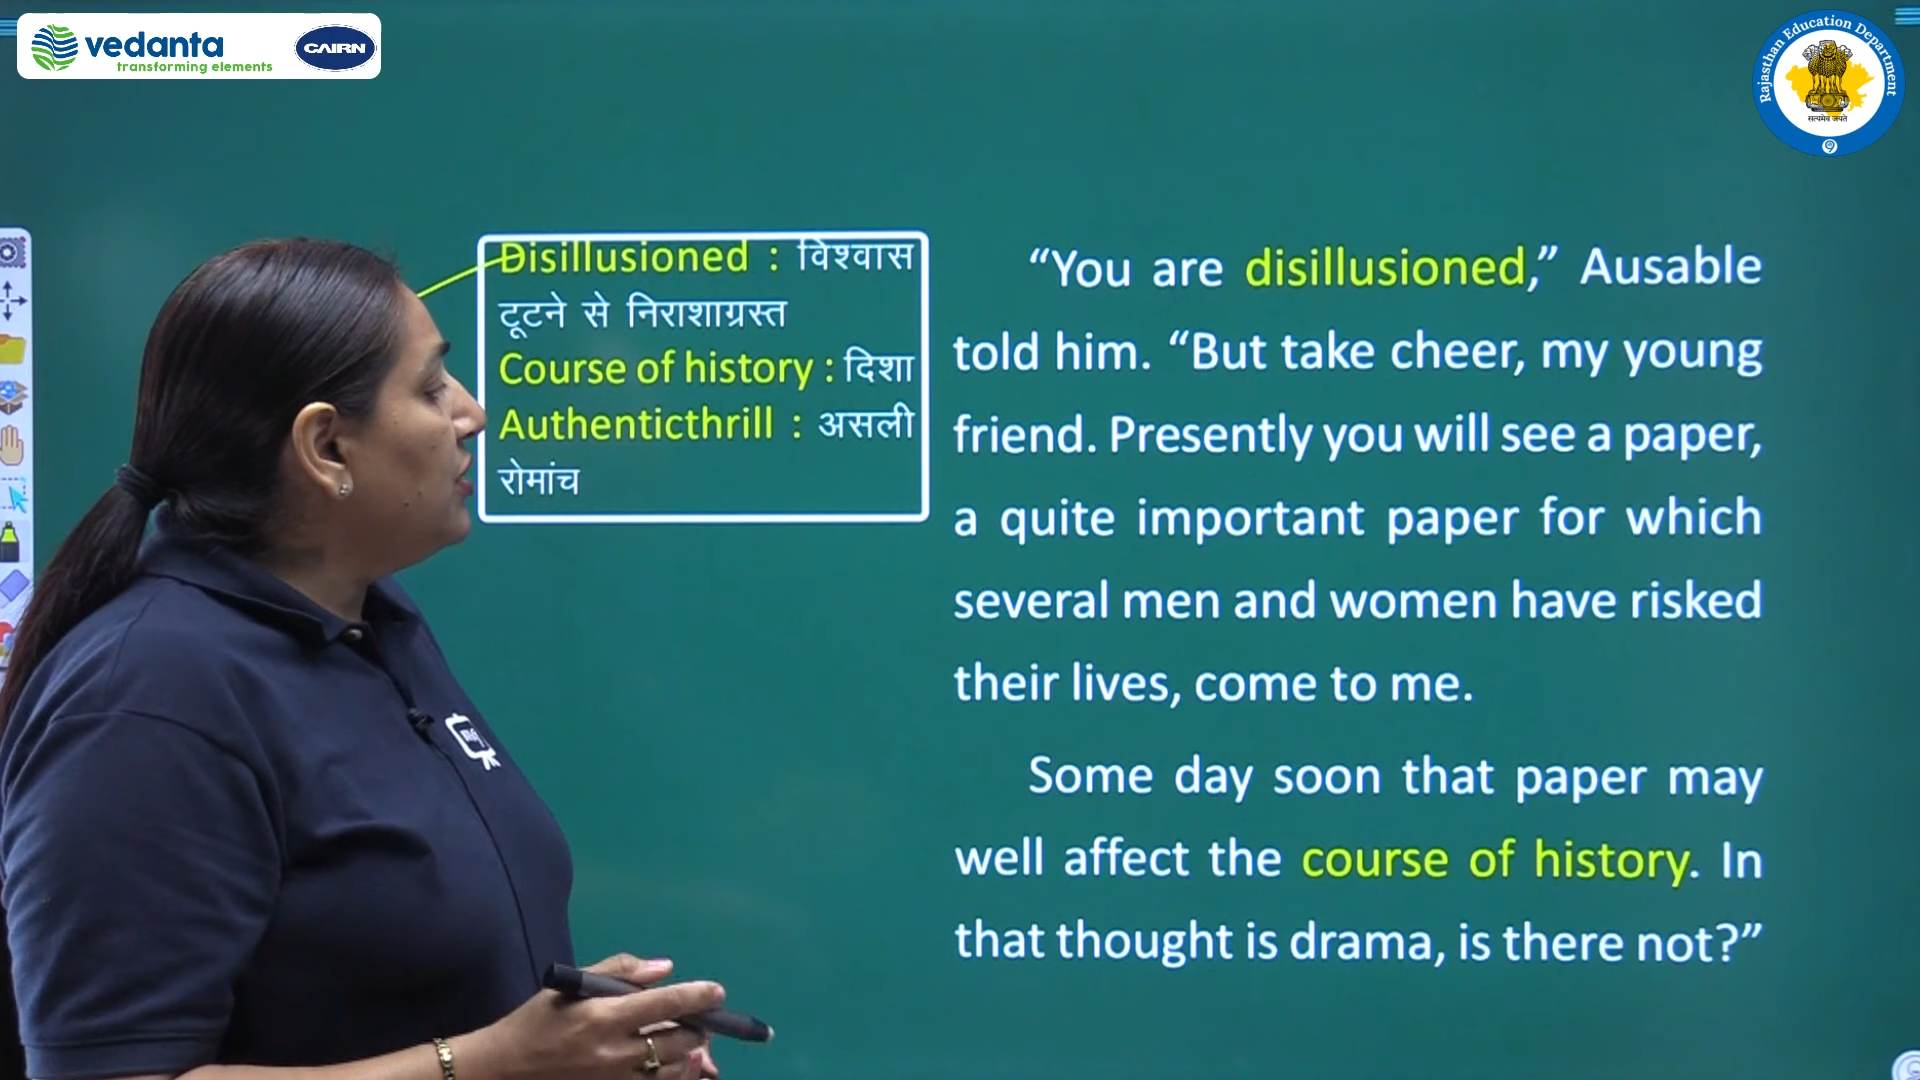 vedanta
transforming elements
CAIRN
Rajasthan Education Department
सत्यमेव जयते
Disillusioned : विश्वास
टूटने से निराशाग्रस्त
Course of history : दिशा
Authenticthrill : असली
रोमांच
“You are disillusioned,” Ausable
told him. “But take cheer, my young
friend. Presently you will see a paper,
a quite important paper for which
several men and women have risked
their lives, come to me.
Some day soon that paper may
well affect the course of history. In
that thought is drama, is there not?”